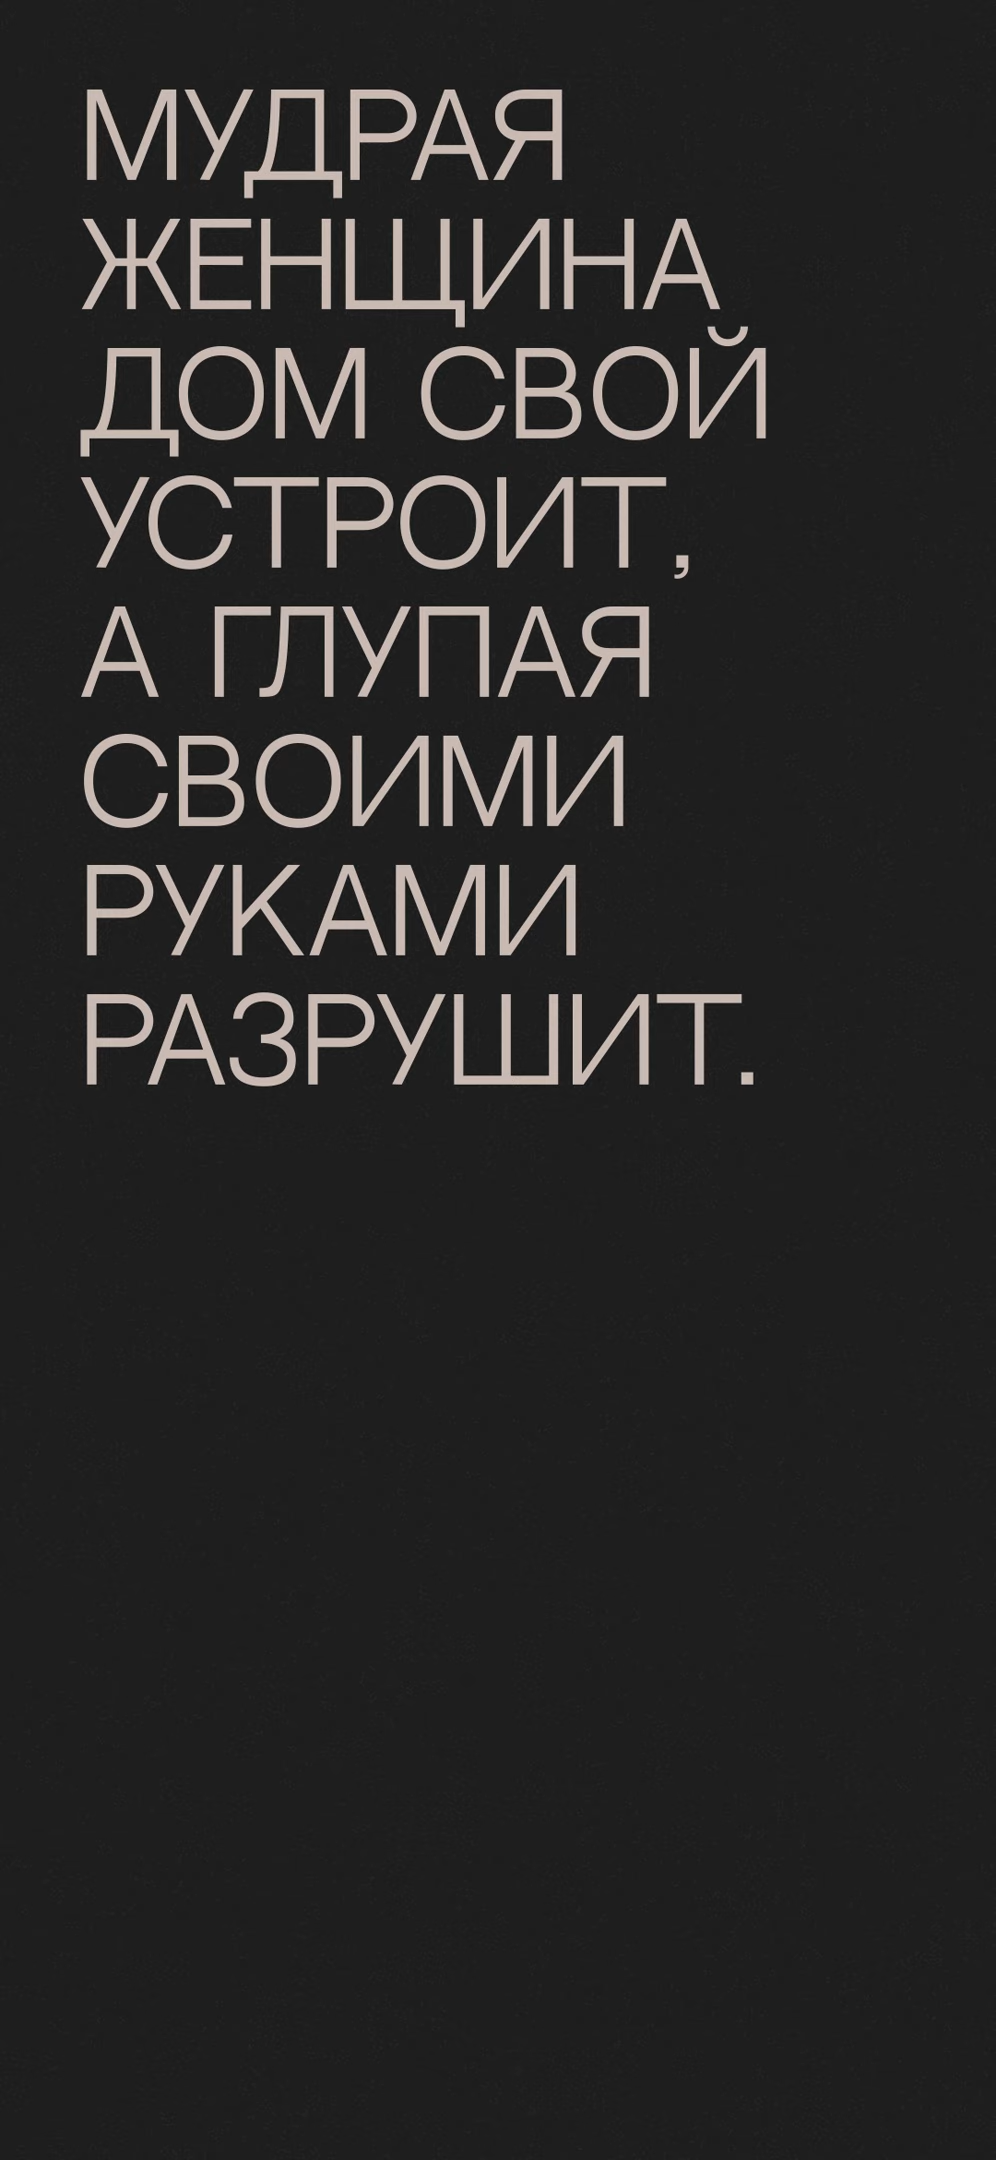 МУДРАЯ
ЖЕНЩИНА
ДОМ СВОЙ
УСТРОИТ,
А ГЛУПАЯ
СВОИМИ
РУКАМИ
РАЗРУШИТ.